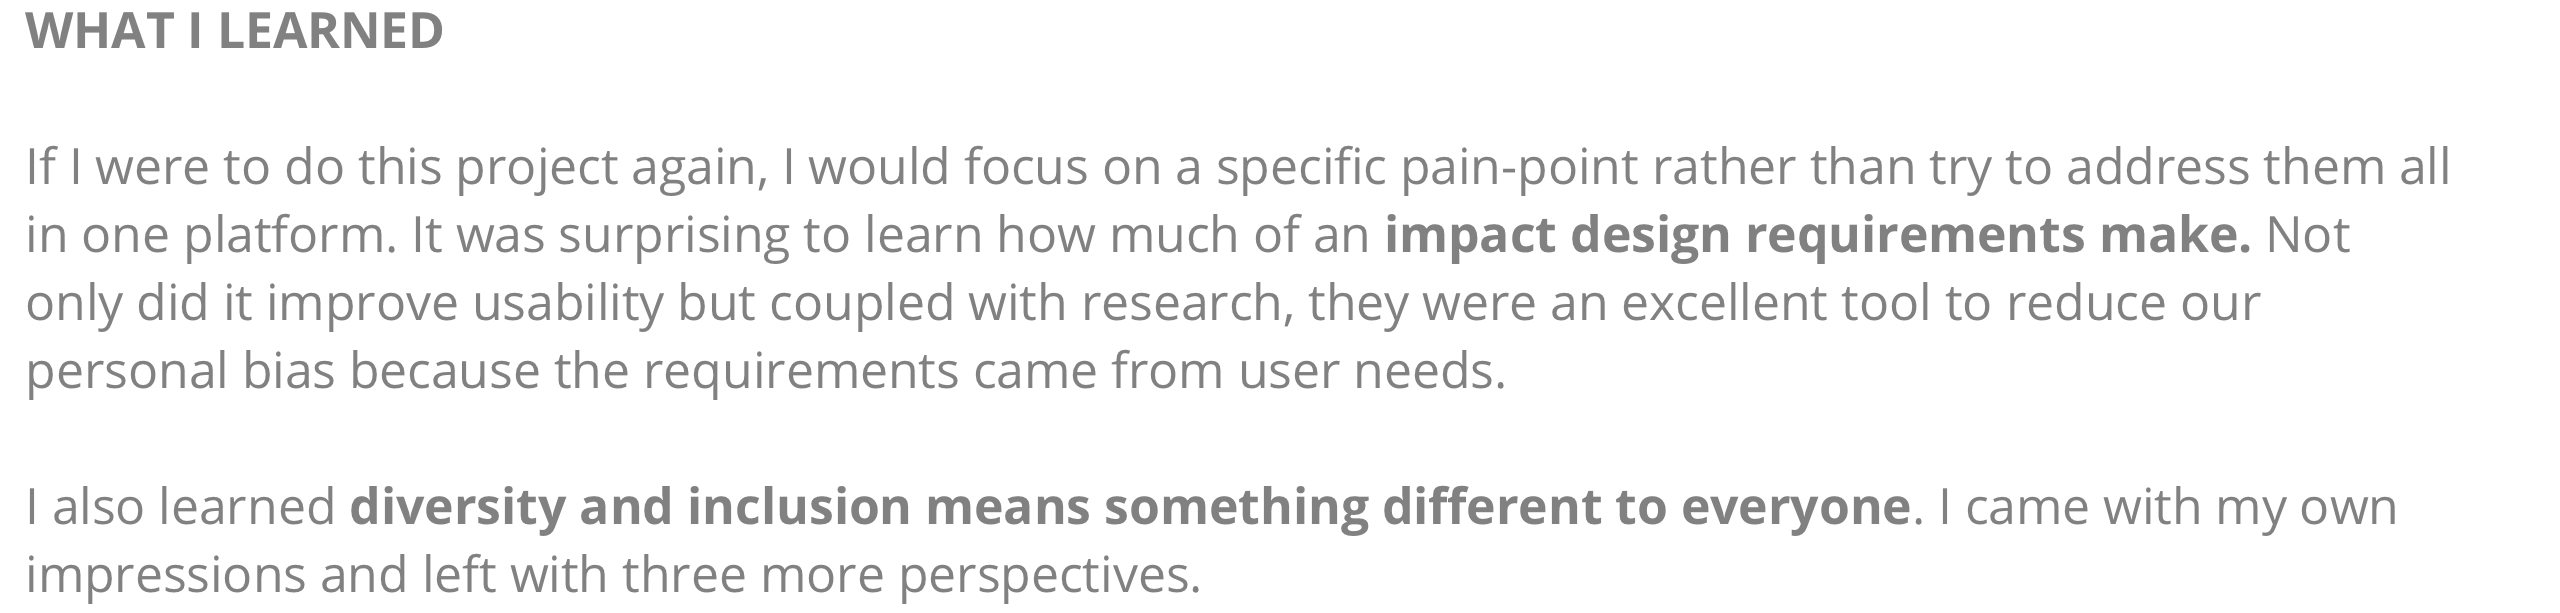 WHAT I LEARNED
If I were to do this project again, I would focus on a specific pain-point rather than try to address them all
in one platform. It was surprising to learn how much of an impact design requirements make. Not
only did it improve usability but coupled with research, they were an excellent tool to reduce our
personal bias because the requirements came from user needs.
I also learned diversity and inclusion means something different to everyone. I came with my own
impressions and left with three more perspectives.